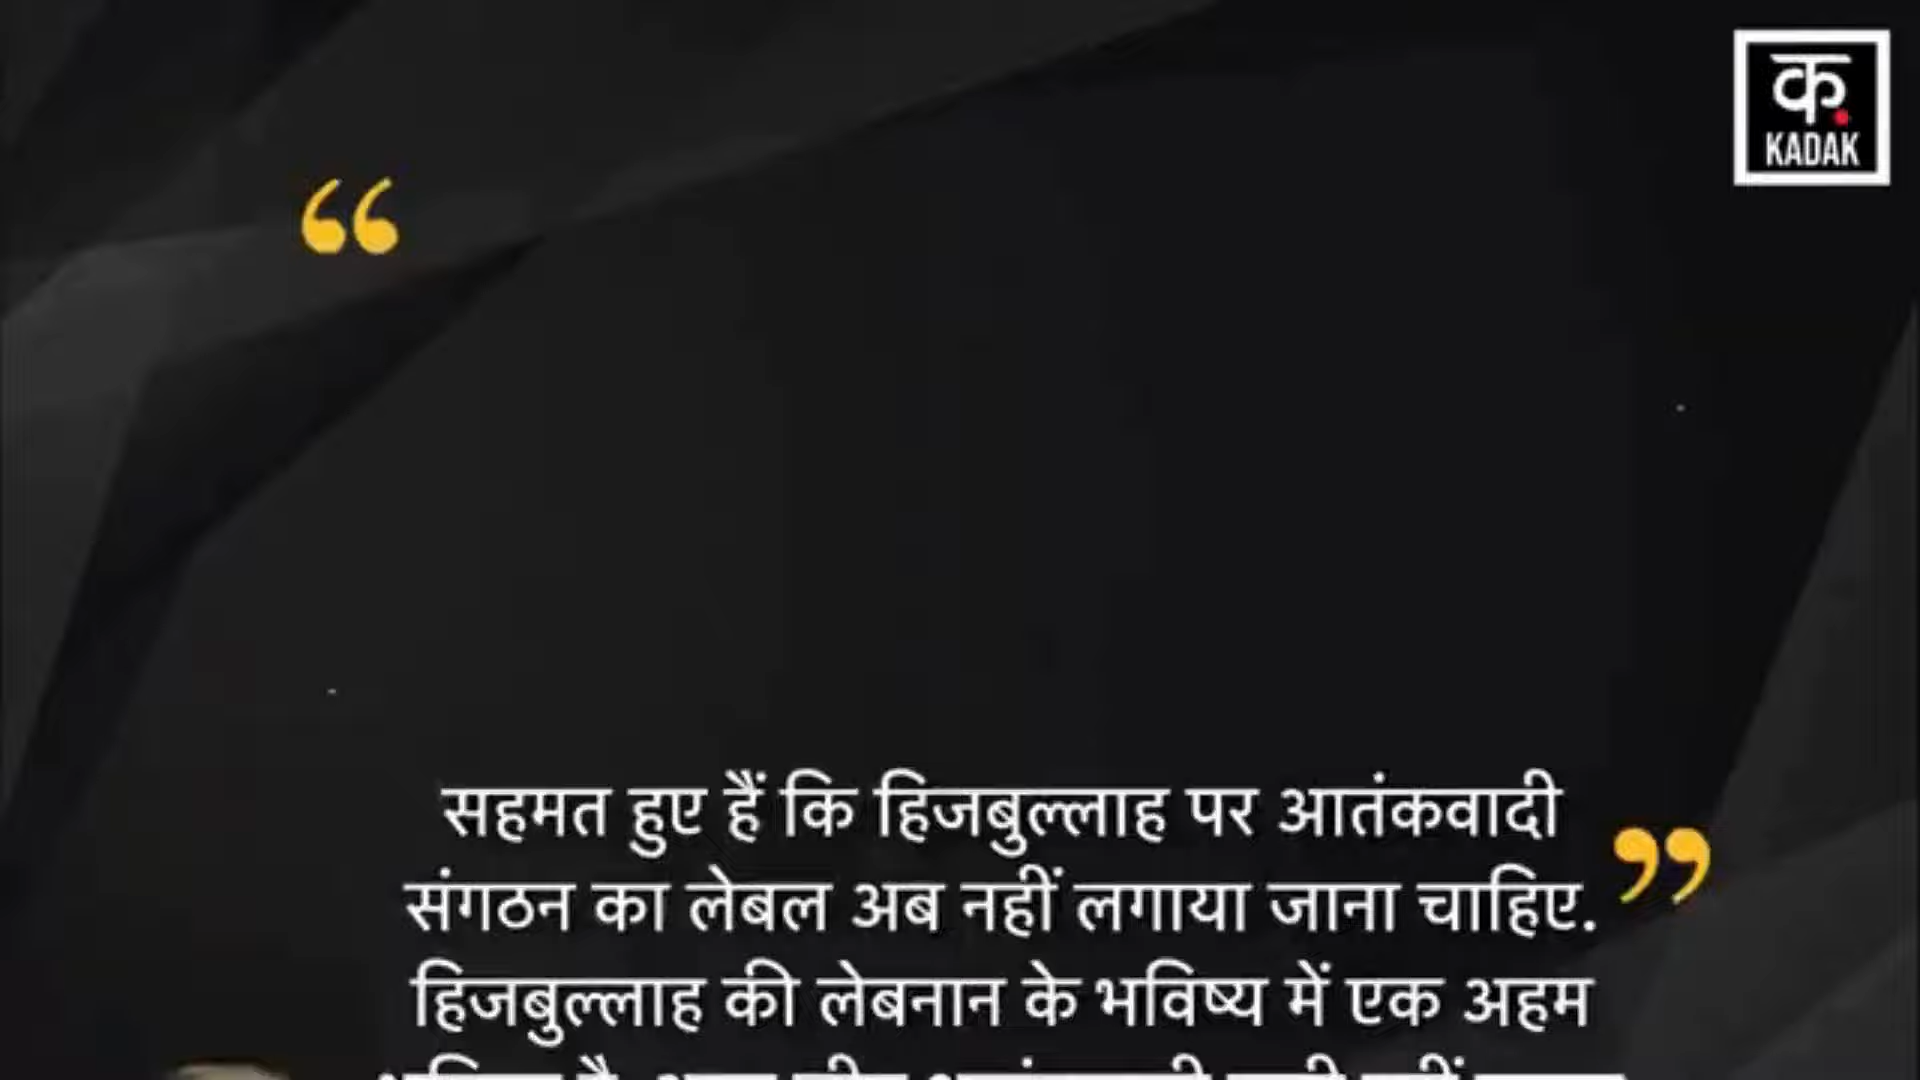 क
KADAK
“
सहमत हुए हैं कि हिजबुल्लाह पर आतंकवादी
संगठन का लेबल अब नहीं लगाया जाना चाहिए. ”
हिजबुल्लाह की लेबनान के भविष्य में एक अहम